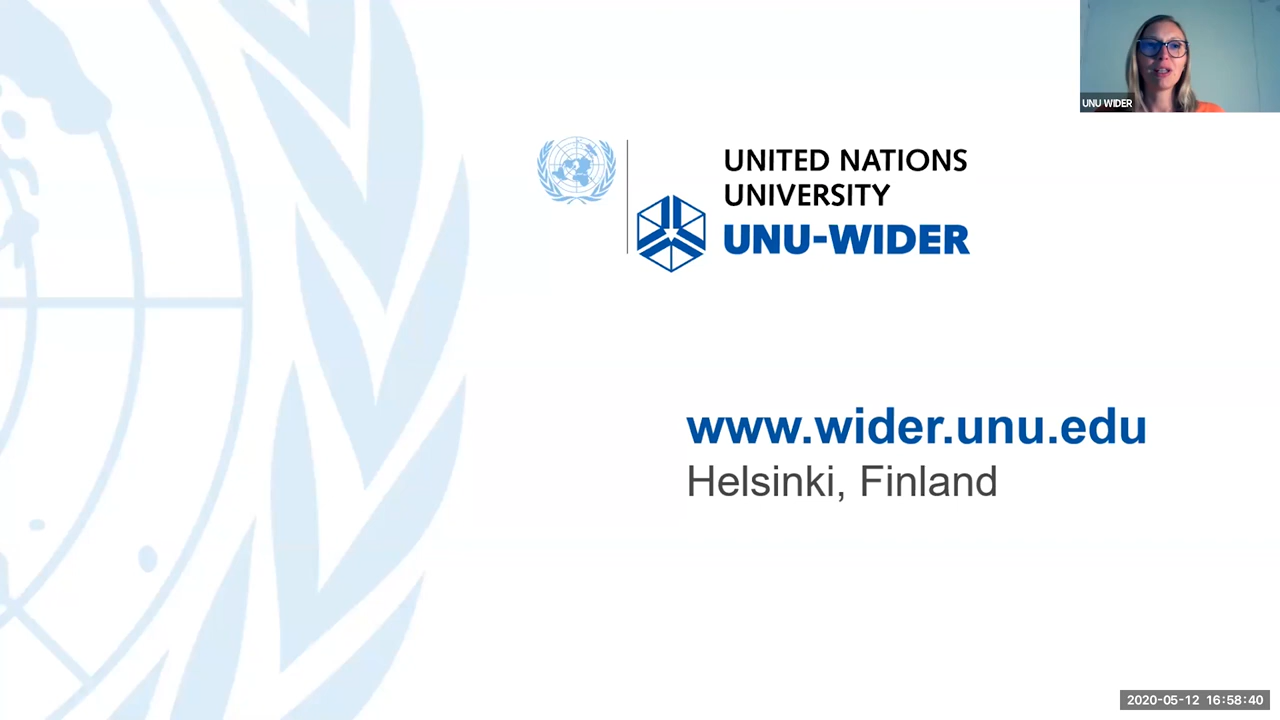 UNU WIDER
UNITED NATIONS
UNIVERSITY
UNU-WIDER
www.wider.unu.edu
Helsinki, Finland
2020-05-12 16:58:40